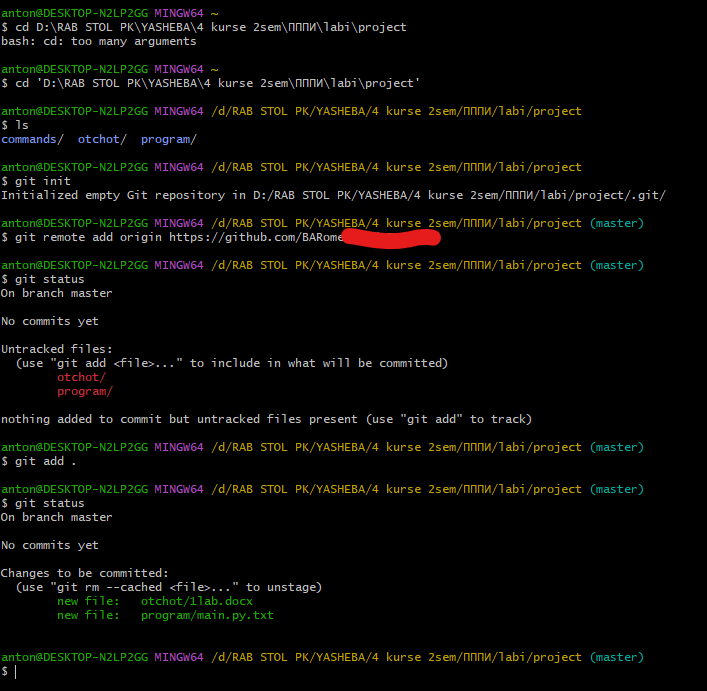 anton@DESKTOP-N2LP2GG MINGW64 ~
$ cd D:\RAB STOL PK\YASHEBA\4 kurse 2sem\ПППИ\labi\project
bash: cd: too many arguments
anton@DESKTOP-N2LP2GG MINGW64 ~
$ cd 'D:\RAB STOL PK\YASHEBA\4 kurse 2sem\ПППИ\labi\project'
anton@DESKTOP-N2LP2GG MINGW64 /d/RAB STOL PK/YASHEBA/4 kurse 2sem/ПППИ/labi/project
$ ls
commands/  otchot/  program/
anton@DESKTOP-N2LP2GG MINGW64 /d/RAB STOL PK/YASHEBA/4 kurse 2sem/ПППИ/labi/project
$ git init
Initialized empty Git repository in D:/RAB STOL PK/YASHEBA/4 kurse 2sem/ПППИ/labi/project/.git/
anton@DESKTOP-N2LP2GG MINGW64 /d/RAB STOL PK/YASHEBA/4 kurse 2sem/ПППИ/labi/project (master)
$ git remote add origin https://github.com/BARome
anton@DESKTOP-N2LP2GG MINGW64 /d/RAB STOL PK/YASHEBA/4 kurse 2sem/ПППИ/labi/project (master)
$ git status
On branch master
No commits yet
Untracked files:
  (use "git add <file>..." to include in what will be committed)
        otchot/
        program/
nothing added to commit but untracked files present (use "git add" to track)
anton@DESKTOP-N2LP2GG MINGW64 /d/RAB STOL PK/YASHEBA/4 kurse 2sem/ПППИ/labi/project (master)
$ git add .
anton@DESKTOP-N2LP2GG MINGW64 /d/RAB STOL PK/YASHEBA/4 kurse 2sem/ПППИ/labi/project (master)
$ git status
On branch master
No commits yet
Changes to be committed:
  (use "git rm --cached <file>..." to unstage)
        new file:   otchot/1lab.docx
        new file:   program/main.py.txt
anton@DESKTOP-N2LP2GG MINGW64 /d/RAB STOL PK/YASHEBA/4 kurse 2sem/ПППИ/labi/project (master)
$